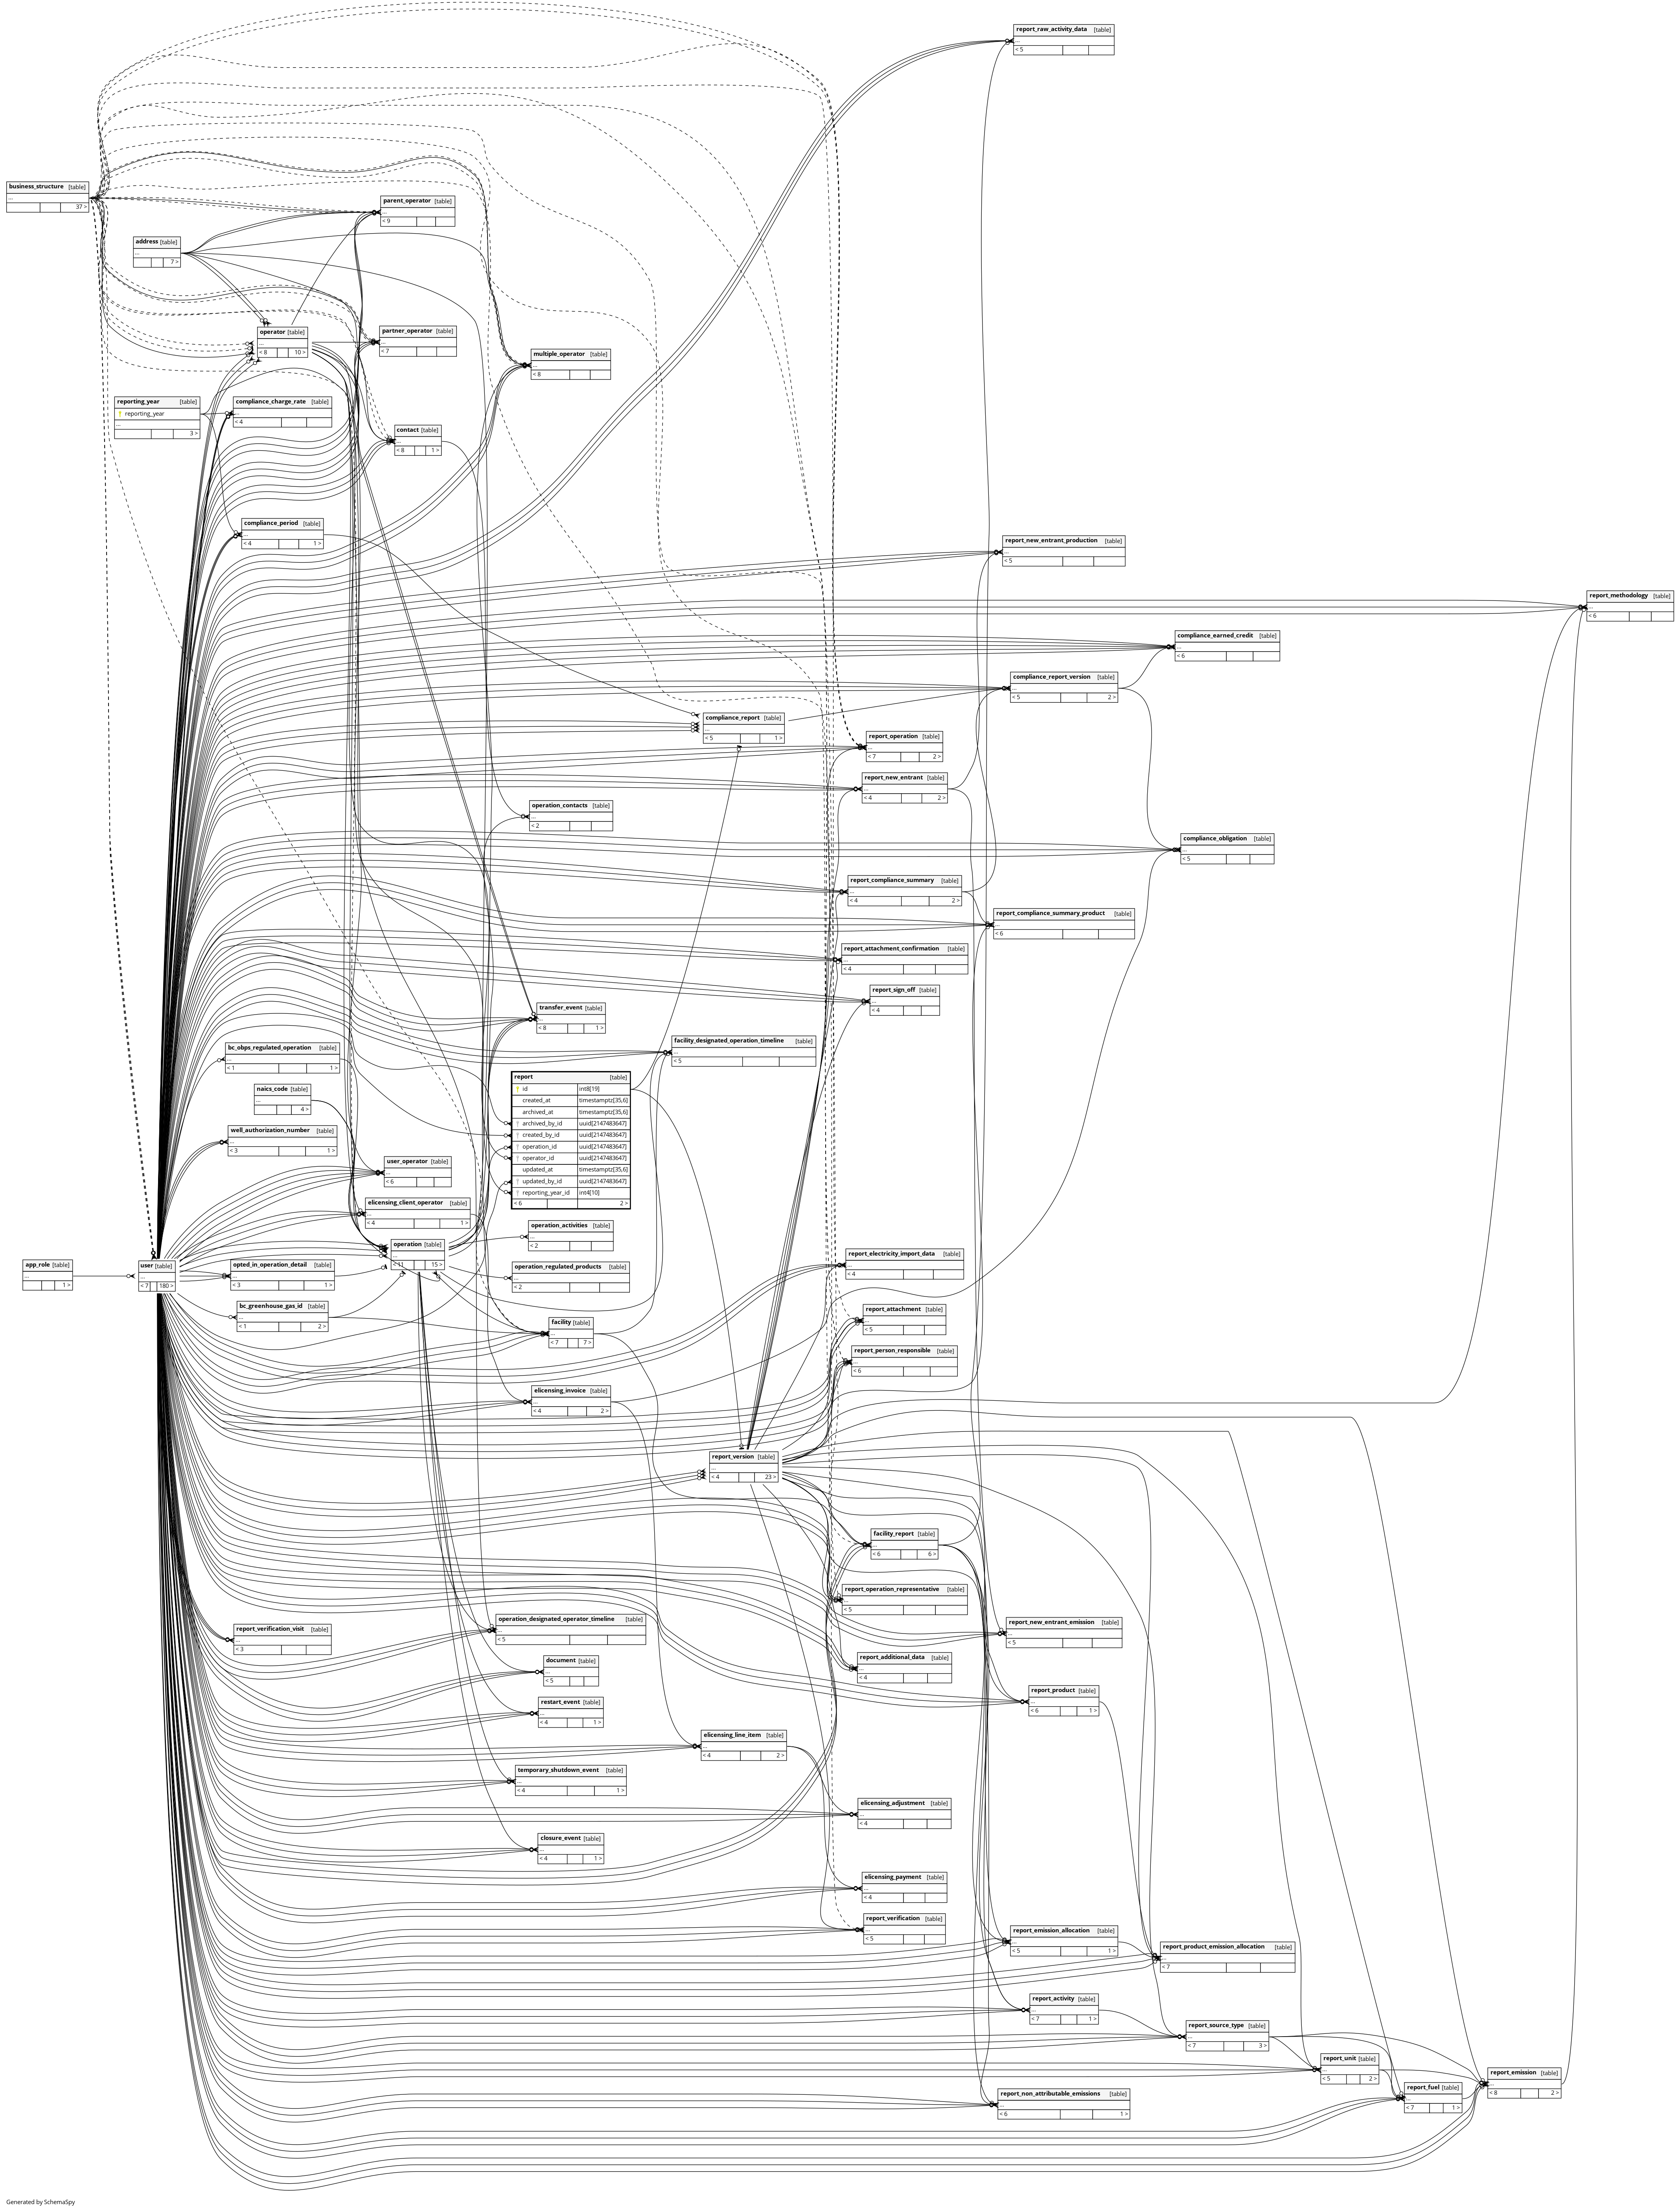 report_raw_activity_data [table]
...
< 5
business_structure [table]
...
37 >
parent_operator [table]
...
< 9
address [table]
...
7 >
operator [table]
...
< 8 10 >
partner_operator [table]
...
< 7
multiple_operator [table]
...
< 8
reporting_year [table]
reporting_year
...
3 >
compliance_charge_rate [table]
...
< 4
contact [table]
...
< 8 1 >
compliance_period [table]
...
< 4 1 >
report_new_entrant_production [table]
...
< 5
report_methodology [table]
...
< 6
compliance_earned_credit [table]
...
< 6
compliance_report_version [table]
...
< 5 2 >
compliance_report [table]
...
< 5 1 >
report_operation [table]
...
< 7 2 >
report_new_entrant [table]
...
< 4 2 >
operation_contacts [table]
...
< 2
compliance_obligation [table]
...
< 5
report_compliance_summary [table]
...
< 4 2 >
report_compliance_summary_product [table]
...
< 6
report_attachment_confirmation [table]
...
< 4
report_sign_off [table]
...
< 4
transfer_event [table]
...
< 8 1 >
facility_designated_operation_timeline [table]
...
< 5
bc_obps_regulated_operation [table]
...
< 1 1 >
naics_code [table]
...
4 >
report [table]
id int8[19]
created_at timestamptz[35,6]
archived_at timestamptz[35,6]
archived_by_id uuid[2147483647]
created_by_id uuid[2147483647]
operation_id uuid[2147483647]
operator_id uuid[2147483647]
updated_at timestamptz[35,6]
updated_by_id uuid[2147483647]
reporting_year_id int4[10]
< 6 2 >
well_authorization_number [table]
...
< 3 1 >
user_operator [table]
...
< 6
elicensing_client_operator [table]
...
< 4 1 >
operation_activities [table]
...
< 2
operation [table]
...
< 11 15 >
app_role [table]
...
1 >
user [table]
...
< 7 180 >
opted_in_operation_detail [table]
...
< 3 1 >
operation_regulated_products [table]
...
< 2
report_electricity_import_data [table]
...
< 4
bc_greenhouse_gas_id [table]
...
< 1 2 >
facility [table]
...
< 7 7 >
report_attachment [table]
...
< 5
report_person_responsible [table]
...
< 6
elicensing_invoice [table]
...
< 4 2 >
report_version [table]
...
< 4 23 >
facility_report [table]
...
< 6 6 >
report_operation_representative [table]
...
< 5
operation_designated_operator_timeline [table]
...
< 5
report_new_entrant_emission [table]
...
< 5
report_verification_visit [table]
...
< 3
document [table]
...
< 5
report_additional_data [table]
...
< 4
report_product [table]
...
< 6 1 >
restart_event [table]
...
< 4 1 >
elicensing_line_item [table]
...
< 4 2 >
temporary_shutdown_event [table]
...
< 4 1 >
elicensing_adjustment [table]
...
< 4
closure_event [table]
...
< 4 1 >
elicensing_payment [table]
...
< 4
report_verification [table]
...
< 5
report_emission_allocation [table]
...
< 5 1 >
report_product_emission_allocation [table]
...
< 7
report_activity [table]
...
< 7 1 >
report_source_type [table]
...
< 7 3 >
report_unit [table]
...
< 5 2 >
report_emission [table]
...
< 8 2 >
report_fuel [table]
...
< 7 1 >
report_non_attributable_emissions [table]
...
< 6 1 >
Generated by SchemaSpy